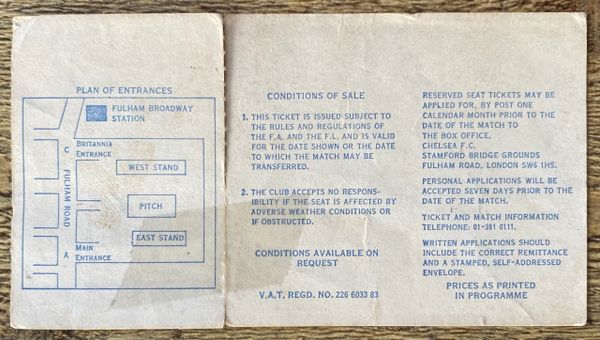 PLAN OF ENTRANCES
FULHAM BROADWAY
STATION
C
BRITANNIA
ENTRANCE
WEST STAND
FULHAM ROAD
PITCH
EAST STAND
A
MAIN
ENTRANCE
CONDITIONS OF SALE
1. THIS TICKET IS ISSUED SUBJECT TO
THE RULES AND REGULATIONS OF
THE F.A. AND THE F.L. AND IS VALID
FOR THE DATE SHOWN OR THE DATE
TO WHICH THE MATCH MAY BE
TRANSFERRED.
2. THE CLUB ACCEPTS NO RESPONS-
IBILITY IF THE SEAT IS AFFECTED BY
ADVERSE WEATHER CONDITIONS OR
IF OBSTRUCTED.
CONDITIONS AVAILABLE ON
REQUEST
V.A.T. REGD. NO. 226 6033 83
RESERVED SEAT TICKETS MAY BE
APPLIED FOR, BY POST ONE
CALENDAR MONTH PRIOR TO THE
DATE OF THE MATCH TO
THE BOX OFFICE,
CHELSEA F.C.
STAMFORD BRIDGE GROUNDS
FULHAM ROAD, LONDON SW6 1HS.
PERSONAL APPLICATIONS WILL BE
ACCEPTED SEVEN DAYS PRIOR TO THE
DATE OF THE MATCH.
TICKET AND MATCH INFORMATION
TELEPHONE: 01-381 0111.
WRITTEN APPLICATIONS SHOULD
INCLUDE THE CORRECT REMITTANCE
AND A STAMPED, SELF-ADDRESSED
ENVELOPE.
PRICES AS PRINTED
IN PROGRAMME